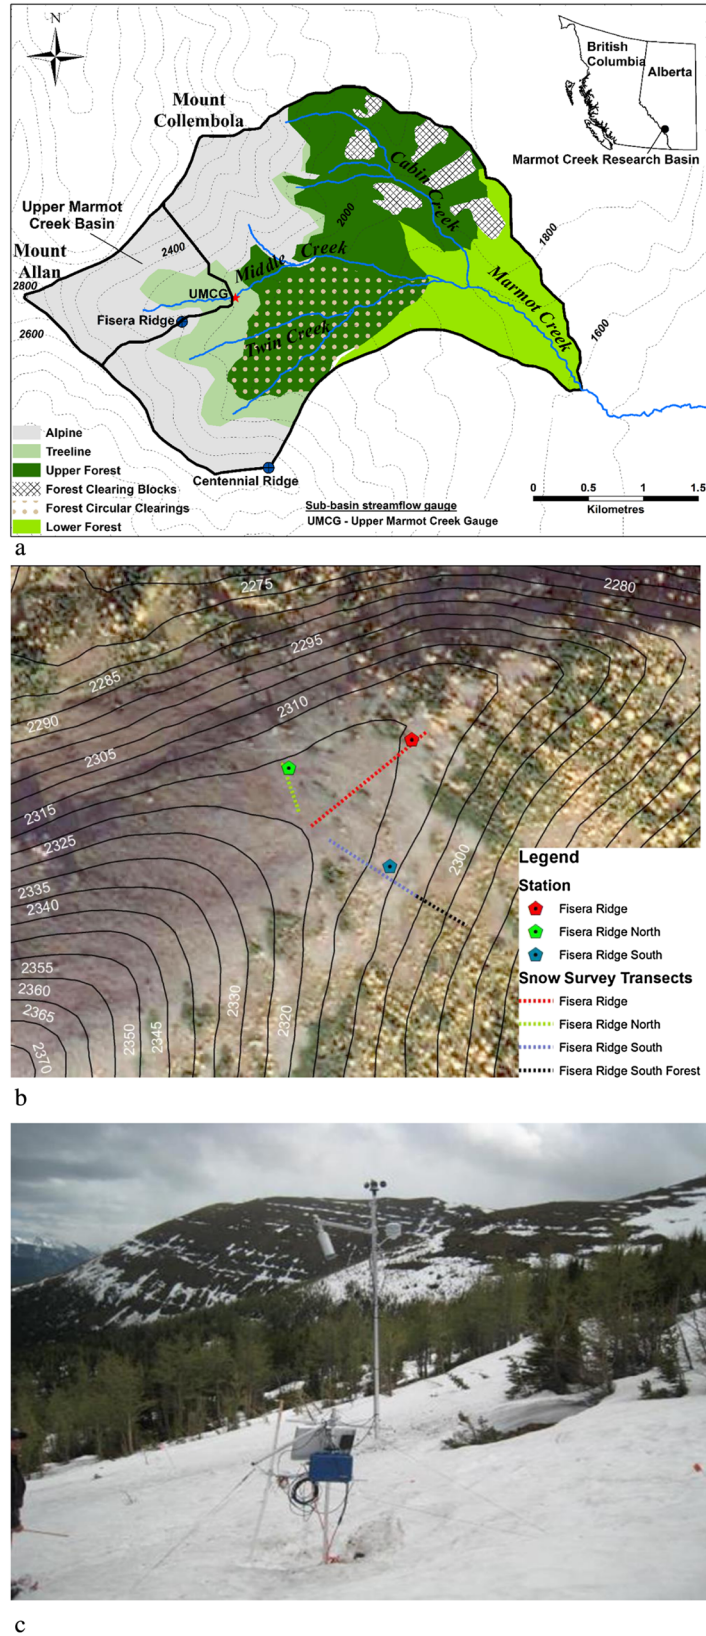 N
Mount
Collembola
British
Columbia
Alberta
Marmot Creek Research Basin
Upper Marmot
Creek Basin
Mount
Allan
2800
2600
2400
2000
1800
1600
UMCG
Fisera Ridge
Cabin Creek
Middle Creek
Twin Creek
Marmot Creek
Centennial Ridge
Alpine
Treeline
Upper Forest
Forest Clearing Blocks
Forest Circular Clearings
Lower Forest
Sub-basin streamflow gauge
UMCG - Upper Marmot Creek Gauge
0 0.5 1 1.5
Kilometres
a
2275
2280
2285
2295
2290
2310
2305
2315
2325
2335
2340
2300
2355
2360
2365
2370
2350
2345
2330
2320
Legend
Station
Fisera Ridge
Fisera Ridge North
Fisera Ridge South
Snow Survey Transects
Fisera Ridge
Fisera Ridge North
Fisera Ridge South
Fisera Ridge South Forest
b
c